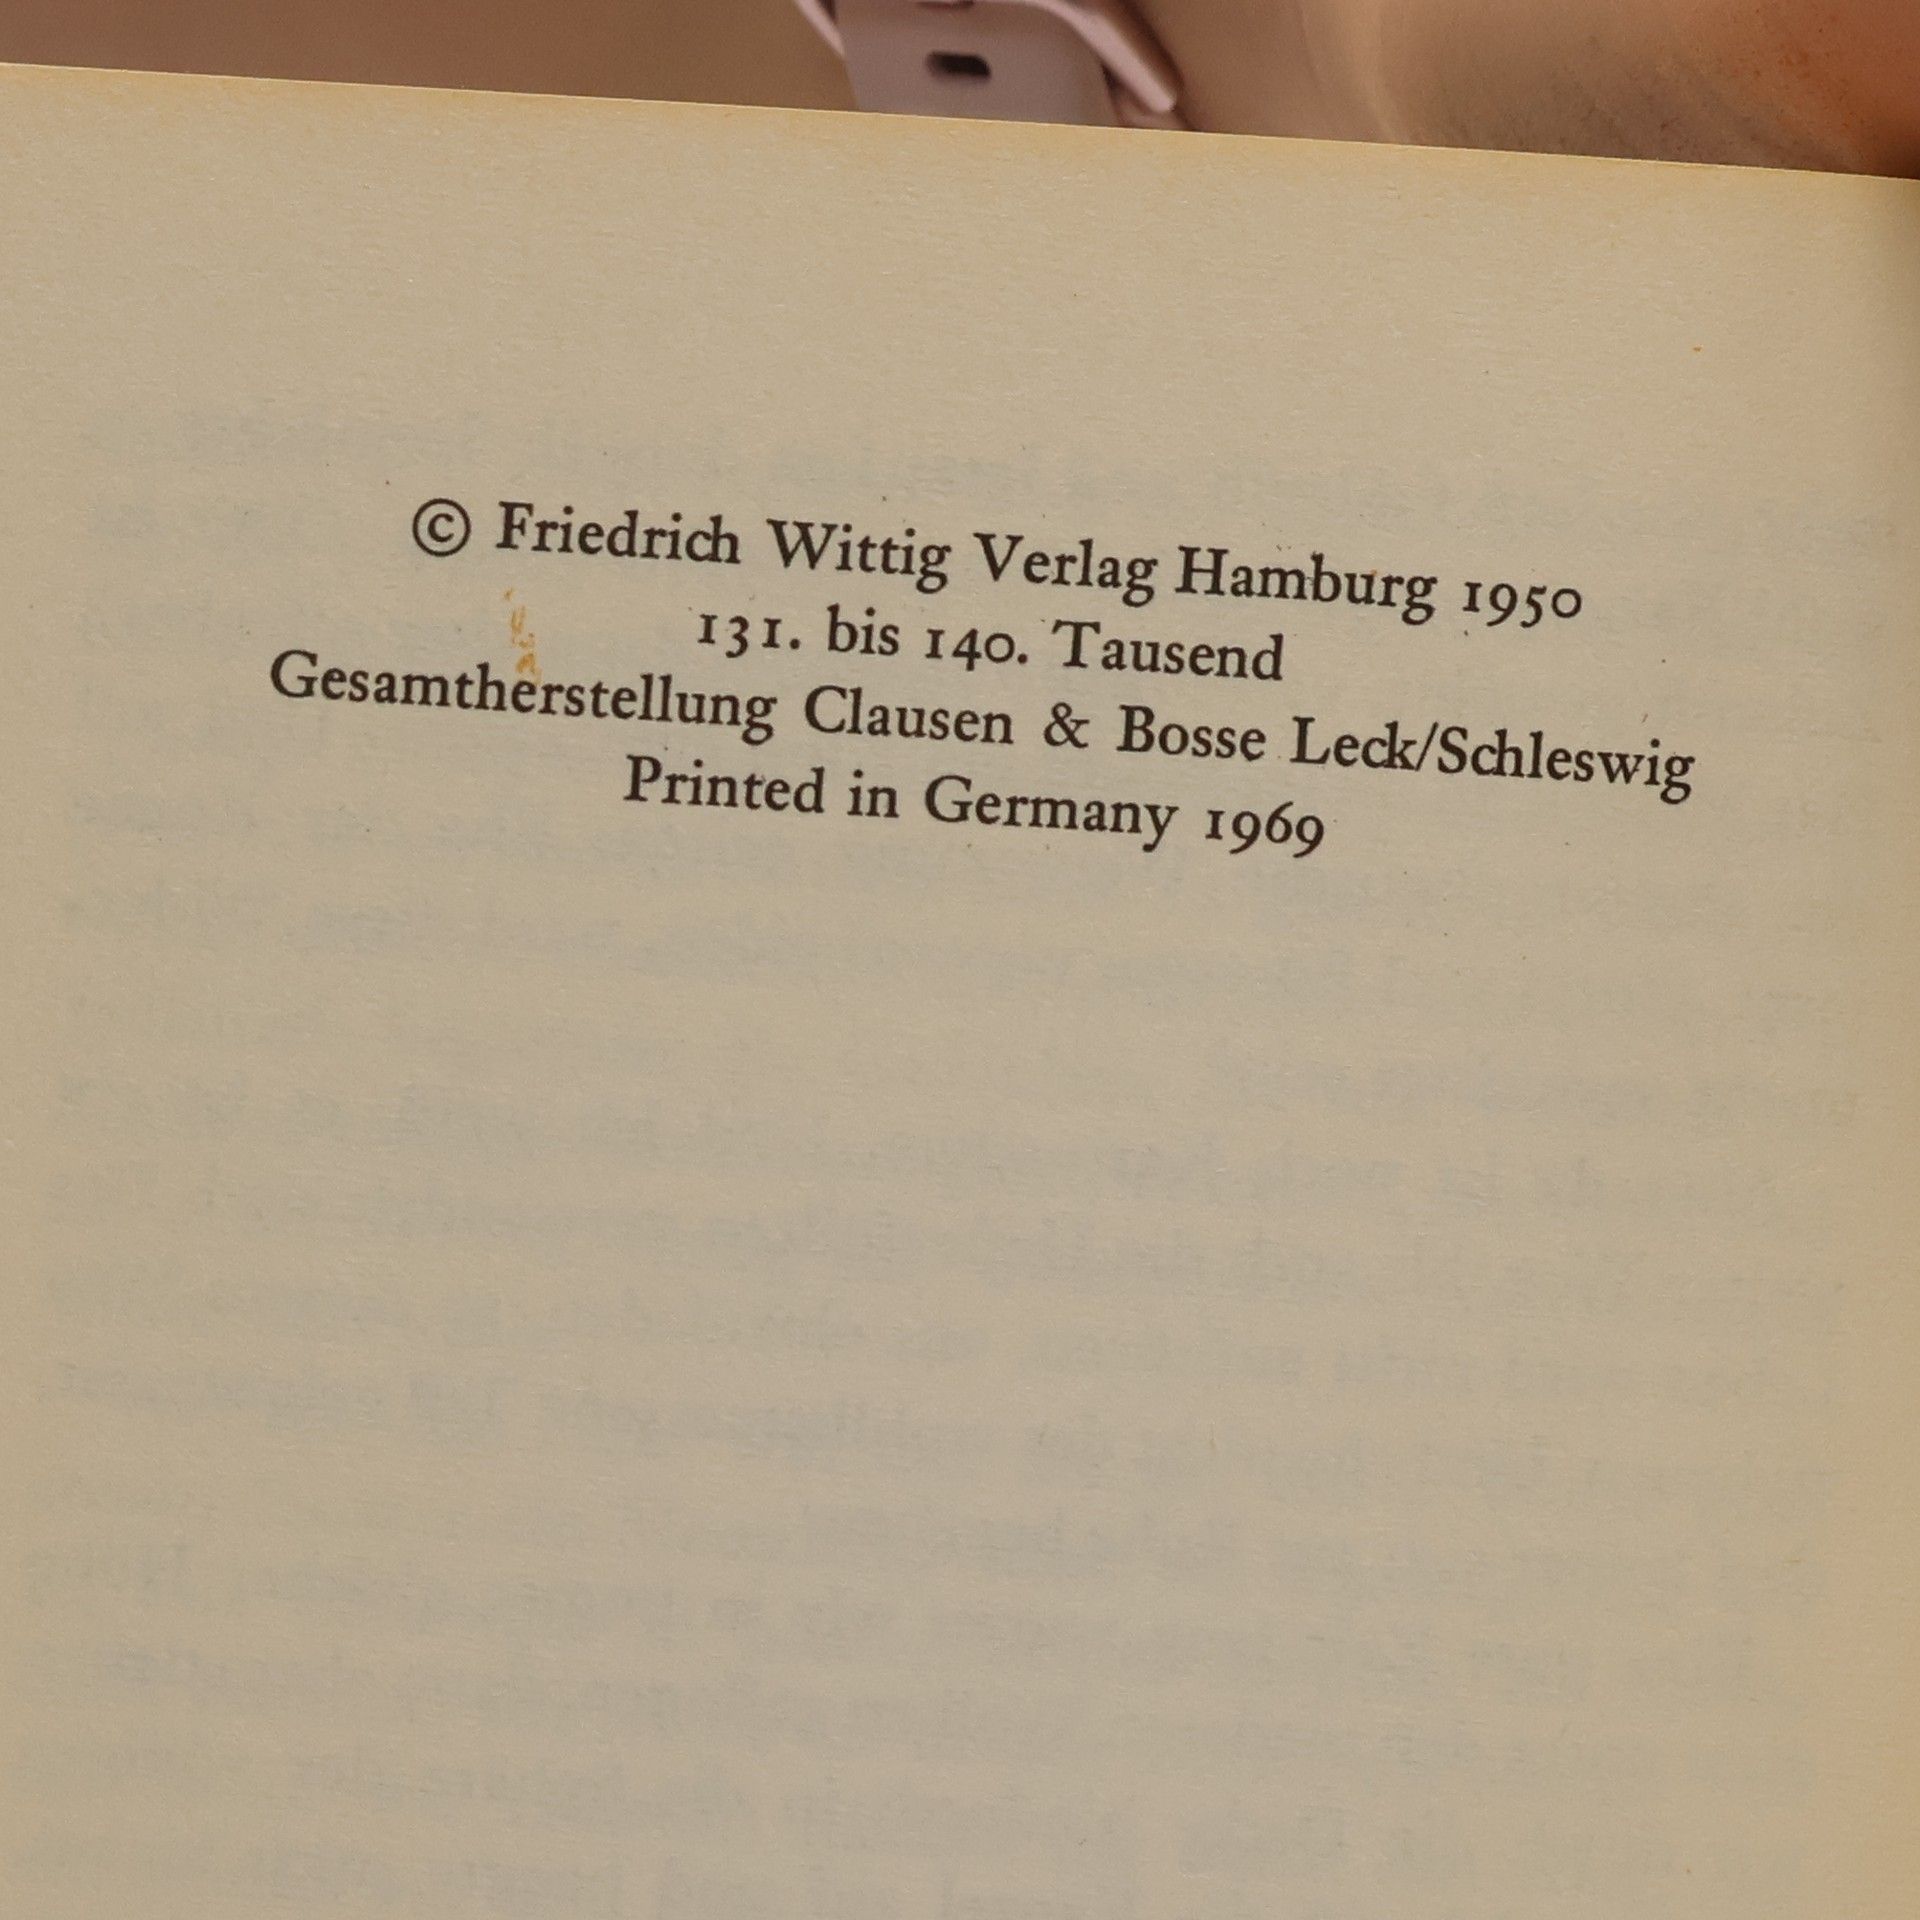 © Friedrich Wittig Verlag Hamburg 1950
131. bis 140. Tausend
Gesamtherstellung Clausen & Bosse Leck/Schleswig
Printed in Germany 1969